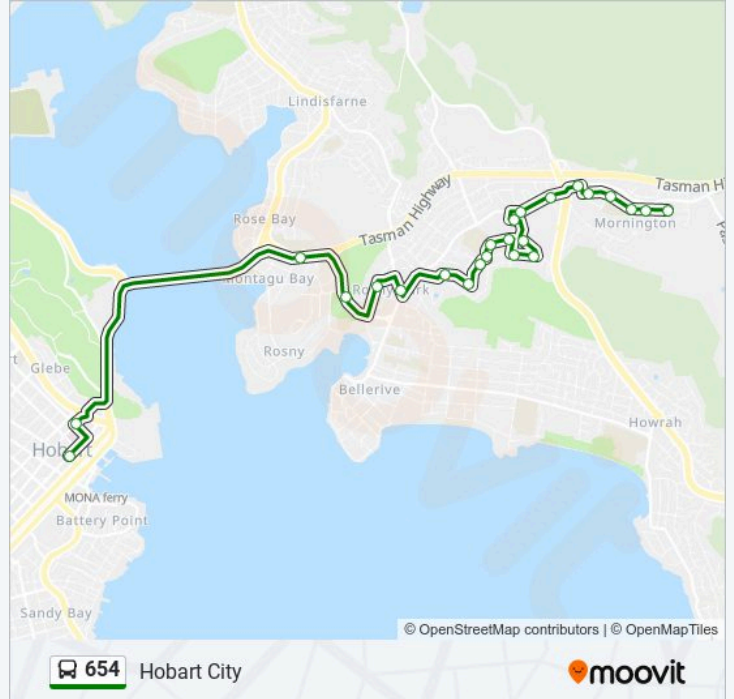 Lindisfarne
Tasman Highway
Tasman H
Mornington
Rose Bay
Montagu Bay
Rosny Park
Glebe
Rosny
Bellerive
Howrah
Hobart
MONA ferry
Battery Point
Sandy Bay
© OpenStreetMap contributors | © OpenMapTiles
654 Hobart City
moovit